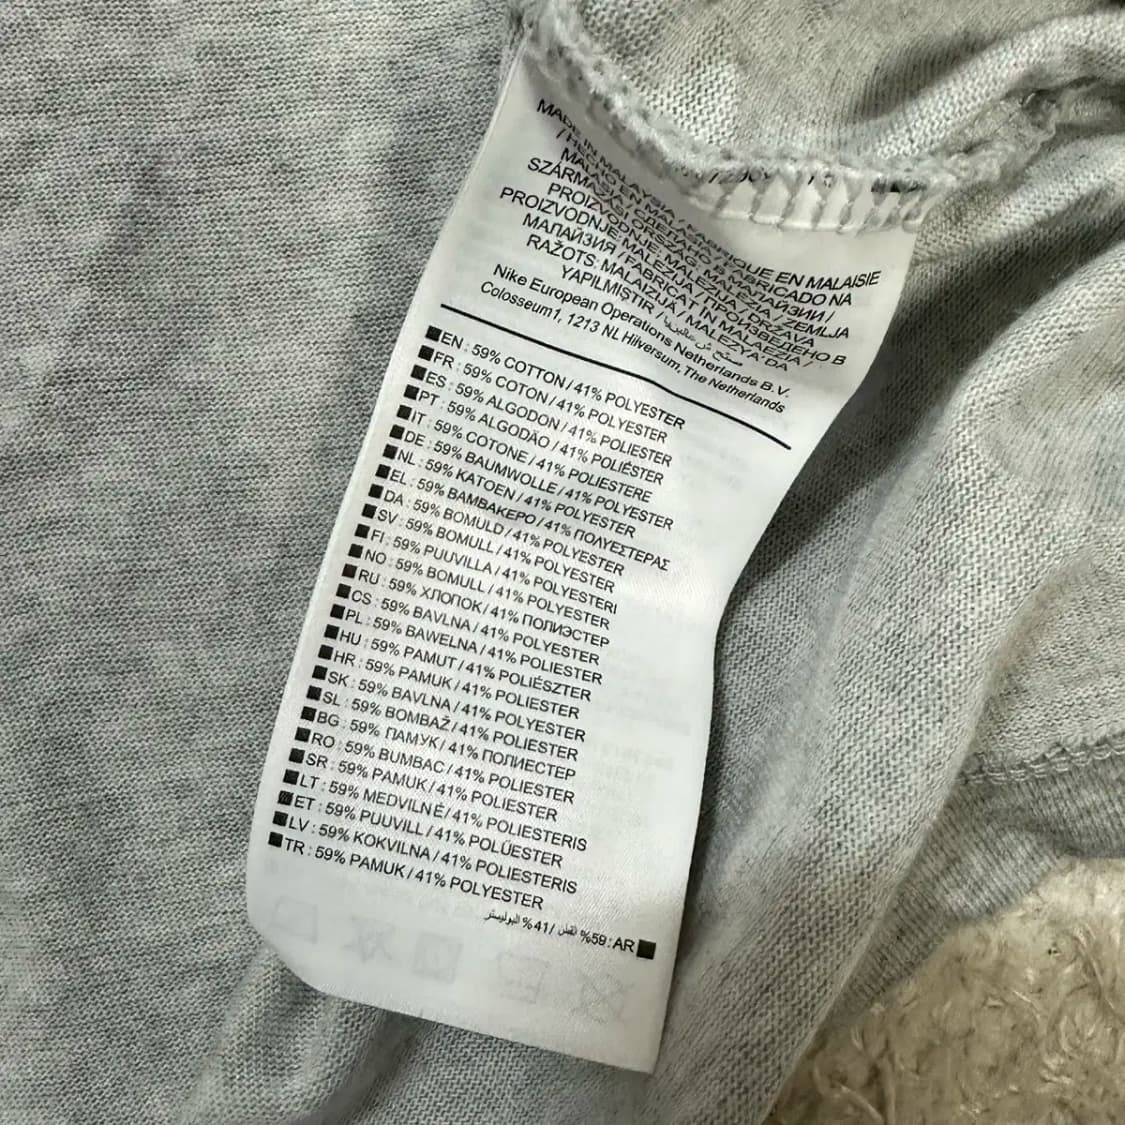 MADE IN MALAYSIA / FABRIQUE EN MALAISIE
/ HECHO EN MALASIA / FABRICADO NA
MALÁSIA / СДЕЛАНО В МАЛАЙЗИИ /
SZÁRMAZÁSI ORSZÁG: MALAJZIA / ZEMLJA
PROIZVODNJE: MALEZIJA / DRŽAVA
PROIZVODNJE: MALEZIJA / ПРОИЗВЕДЕНО В
МАЛАЙЗИЯ / FABRICAT IN MALAEZIA /
RAŽOTS: MALAIZIJĀ / MALEZYA'DA
YAPILMIŞTIR /
Nike European Operations Netherlands B.V.
Colosseum1, 1213 NL Hilversum, The Netherlands
EN : 59% COTTON / 41% POLYESTER
FR : 59% COTON / 41% POLYESTER
ES : 59% ALGODON / 41% POLIESTER
PT : 59% ALGODÃO / 41% POLIÉSTER
IT : 59% COTONE / 41% POLIESTERE
DE : 59% BAUMWOLLE / 41% POLYESTER
NL : 59% KATOEN / 41% POLYESTER
EL : 59% ΒΑΜΒΑΚΕΡΟ / 41% ΠΟΛΥΕΣΤΕΡΑΣ
DA : 59% BOMULD / 41% POLYESTER
SV : 59% BOMULL / 41% POLYESTER
FI : 59% PUUVILLA / 41% POLYESTERI
NO : 59% BOMULL / 41% POLYESTER
RU : 59% ХЛОПОК / 41% ПОЛИЭСТЕР
CS : 59% BAVLNA / 41% POLYESTER
PL : 59% BAWELNA / 41% POLIESTER
HU : 59% PAMUT / 41% POLIÉSZTER
HR : 59% PAMUK / 41% POLIESTER
SK : 59% BAVLNA / 41% POLYESTER
SL : 59% BOMBAŽ / 41% POLIESTER
BG : 59% ПАМУК / 41% ПОЛИЕСТЕР
RO : 59% BUMBAC / 41% POLIESTER
SR : 59% PAMUK / 41% POLIESTER
LT : 59% MEDVILNĖ / 41% POLIESTERIS
ET : 59% PUUVILL / 41% POLÜESTER
LV : 59% KOKVILNA / 41% POLIESTERIS
TR : 59% PAMUK / 41% POLYESTER
AR : 59% القطن / 41% البوليستر